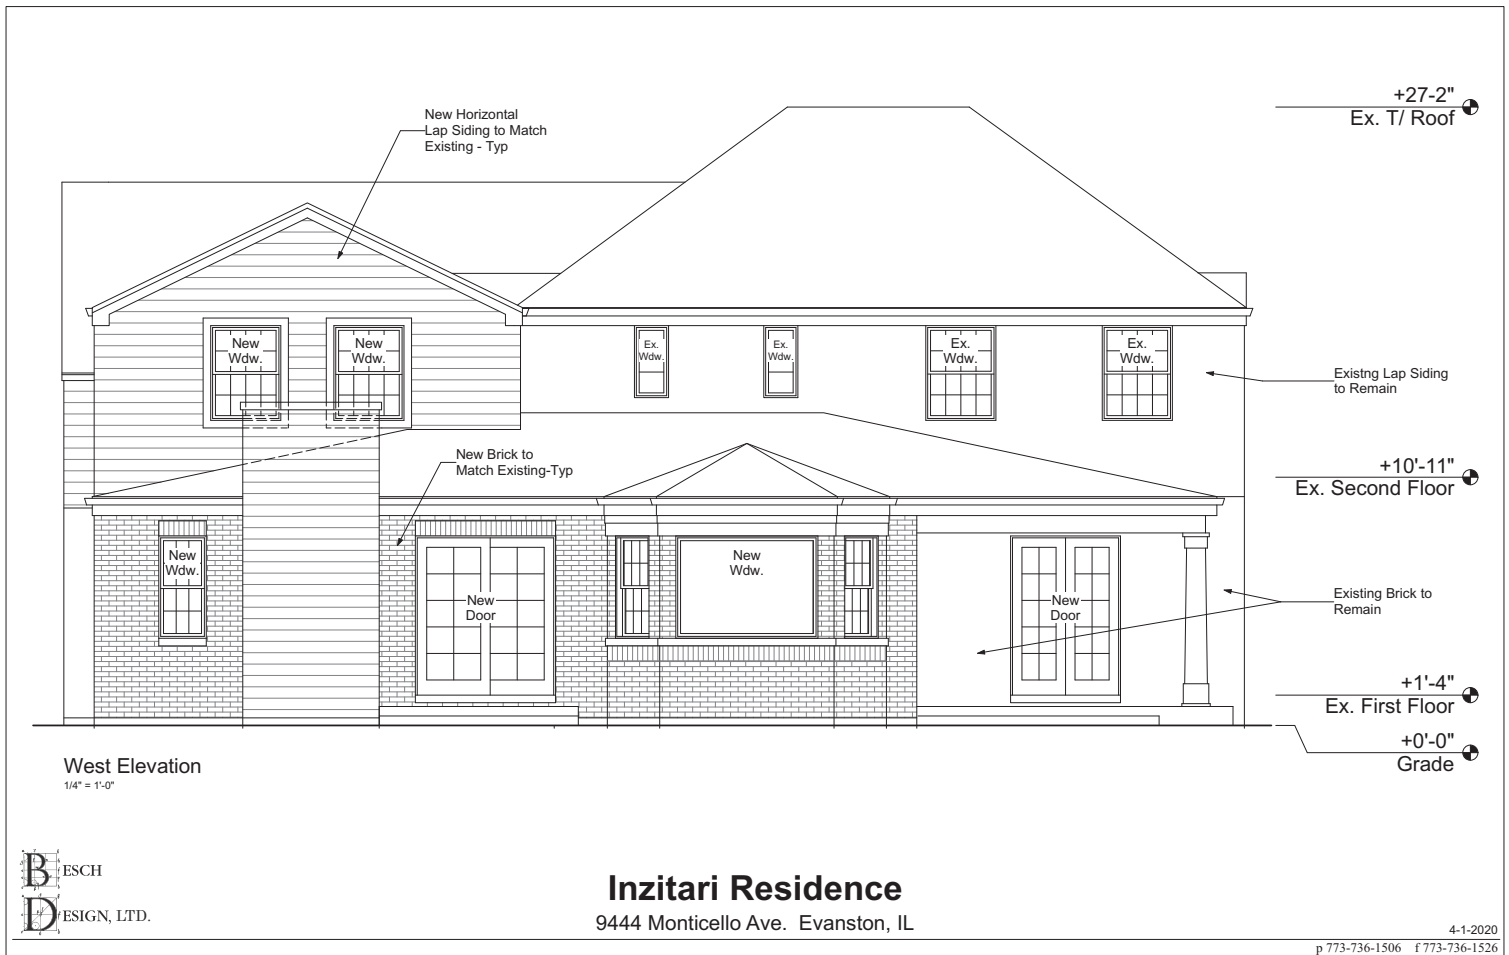 New Horizontal
Lap Siding to Match
Existing - Typ
+27-2"
Ex. T/ Roof
New
Wdw.
New
Wdw.
Ex.
Wdw.
Ex.
Wdw.
Ex.
Wdw.
Ex.
Wdw.
Existng Lap Siding
to Remain
New Brick to
Match Existing-Typ
+10'-11"
Ex. Second Floor
New
Wdw.
New
Door
New
Wdw.
New
Door
Existing Brick to
Remain
+1'-4"
Ex. First Floor
+0'-0"
Grade
West Elevation
1/4" = 1'-0"
BESCH
DESIGN, LTD.
Inzitari Residence
9444 Monticello Ave.  Evanston, IL
4-1-2020
p 773-736-1506    f 773-736-1526